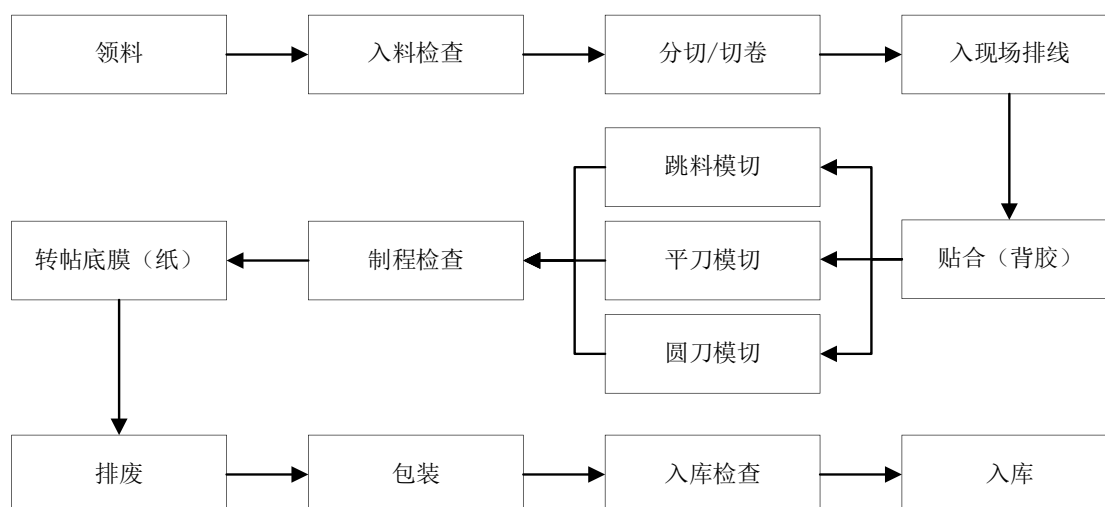 领料
入料检查
分切/切卷
入现场排线
跳料模切
转帖底膜（纸）
制程检查
平刀模切
贴合（背胶）
圆刀模切
排废
包装
入库检查
入库